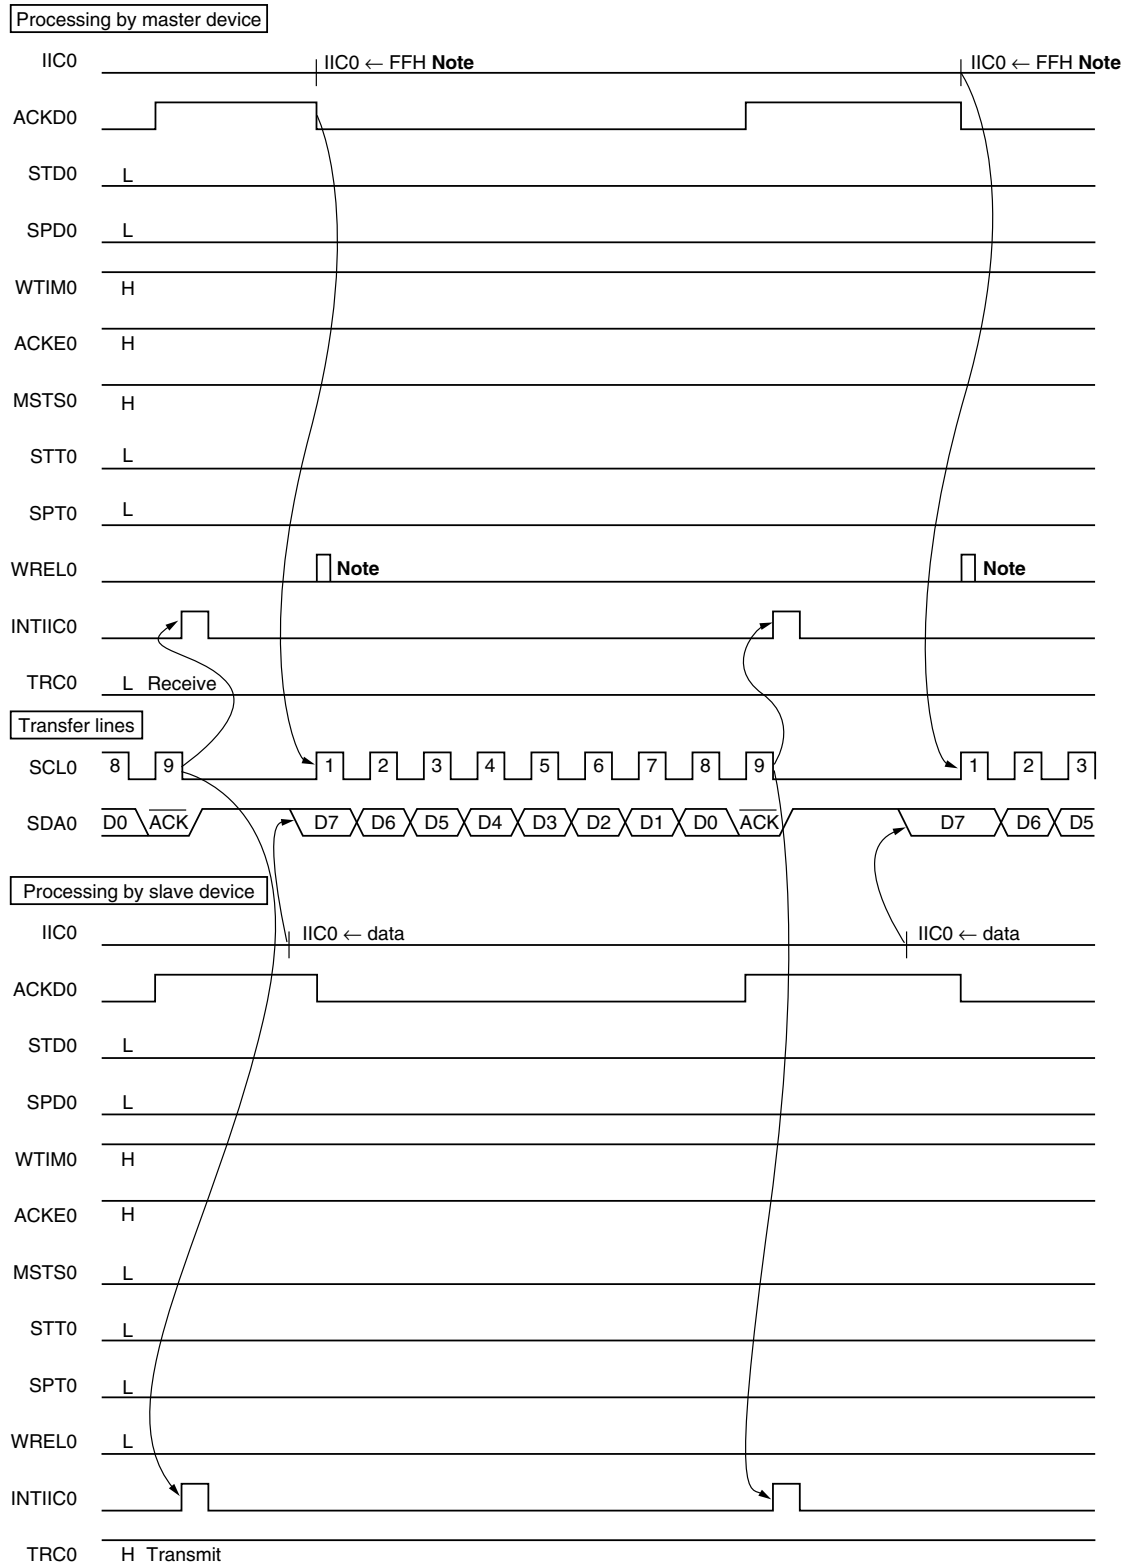 Processing by master device
IIC0 IIC0 ← FFH Note IIC0 ← FFH Note
ACKD0
STD0 L
SPD0 L
WTIM0 H
ACKE0 H
MSTS0 H
STT0 L
SPT0 L
WREL0 Note Note
INTIIC0
TRC0 L Receive
Transfer lines
SCL0 8 9 1 2 3 4 5 6 7 8 9 1 2 3
SDA0 D0 ACK D7 D6 D5 D4 D3 D2 D1 D0 ACK D7 D6 D5
Processing by slave device
IIC0 IIC0 ← data IIC0 ← data
ACKD0
STD0 L
SPD0 L
WTIM0 H
ACKE0 H
MSTS0 L
STT0 L
SPT0 L
WREL0 L
INTIIC0
TRC0 H Transmit